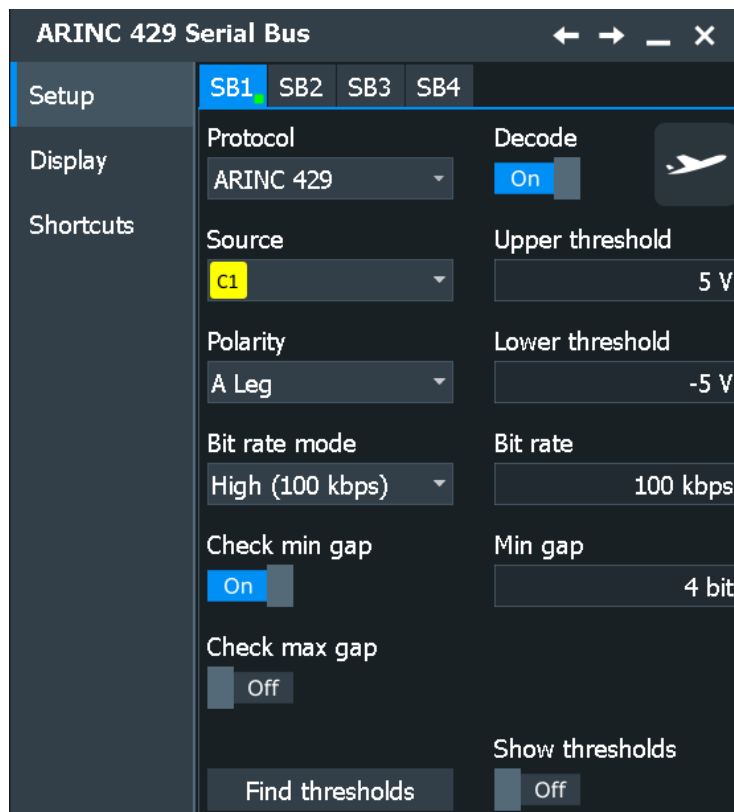 ARINC 429 Serial Bus
Setup
Display
Shortcuts
SB1 SB2 SB3 SB4
Protocol
ARINC 429
Decode
On
Source
C1
Upper threshold
5 V
Polarity
A Leg
Lower threshold
-5 V
Bit rate mode
High (100 kbps)
Bit rate
100 kbps
Check min gap
On
Min gap
4 bit
Check max gap
Off
Find thresholds
Show thresholds
Off